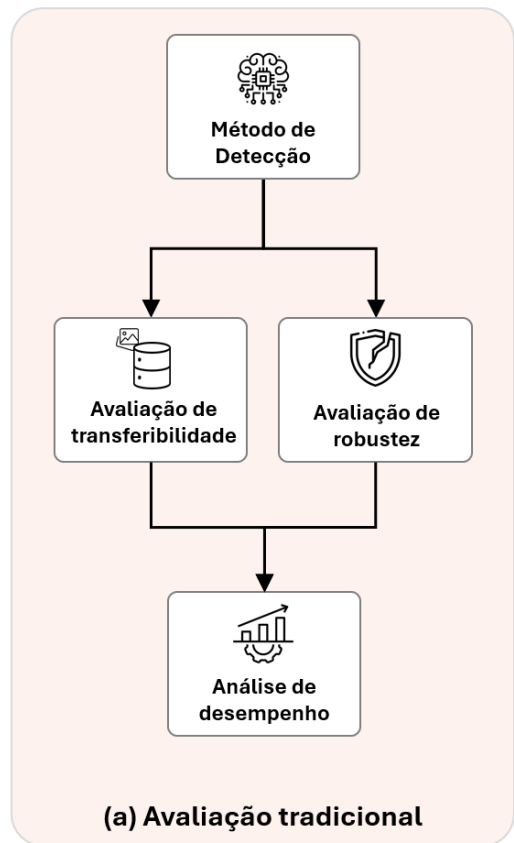 Método de
Detecção
Avaliação de
transferibilidade
Avaliação de
robustez
Análise de
desempenho
(a) Avaliação tradicional